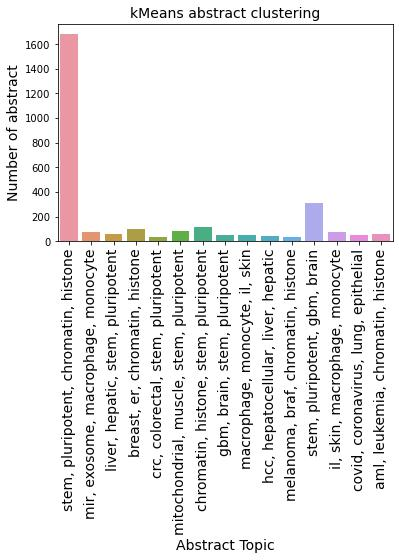 kMeans abstract clustering
Number of abstract
1600
1400
1200
1000
800
600
400
200
0
stem, pluripotent, chromatin, histone
mir, exosome, macrophage, monocyte
liver, hepatic, stem, pluripotent
breast, er, chromatin, histone
crc, colorectal, stem, pluripotent
mitochondrial, muscle, stem, pluripotent
chromatin, histone, stem, pluripotent
gbm, brain, stem, pluripotent
macrophage, monocyte, il, skin
hcc, hepatocellular, liver, hepatic
melanoma, braf, chromatin, histone
stem, pluripotent, gbm, brain
il, skin, macrophage, monocyte
covid, coronavirus, lung, epithelial
aml, leukemia, chromatin, histone
Abstract Topic